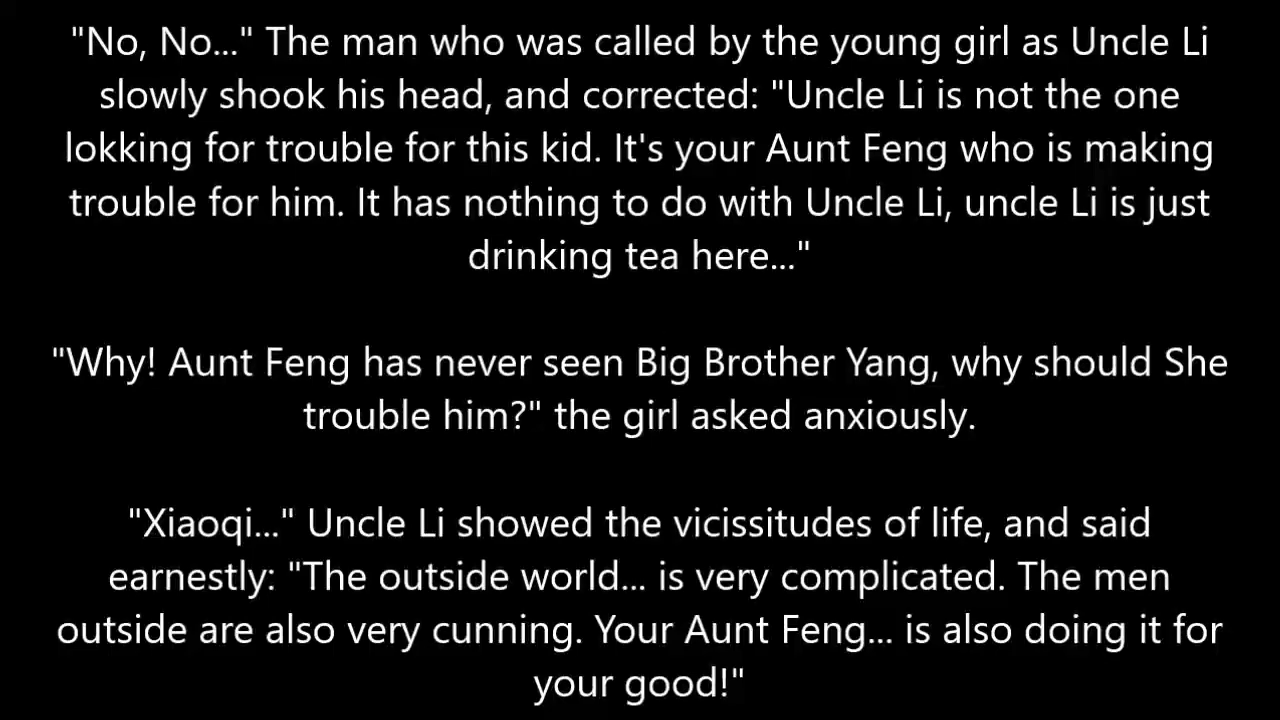 "No, No..." The man who was called by the young girl as Uncle Li
slowly shook his head, and corrected: "Uncle Li is not the one
lokking for trouble for this kid. It's your Aunt Feng who is making
trouble for him. It has nothing to do with Uncle Li, uncle Li is just
drinking tea here..."
"Why! Aunt Feng has never seen Big Brother Yang, why should She
trouble him?" the girl asked anxiously.
"Xiaoqi..." Uncle Li showed the vicissitudes of life, and said
earnestly: "The outside world... is very complicated. The men
outside are also very cunning. Your Aunt Feng... is also doing it for
your good!"